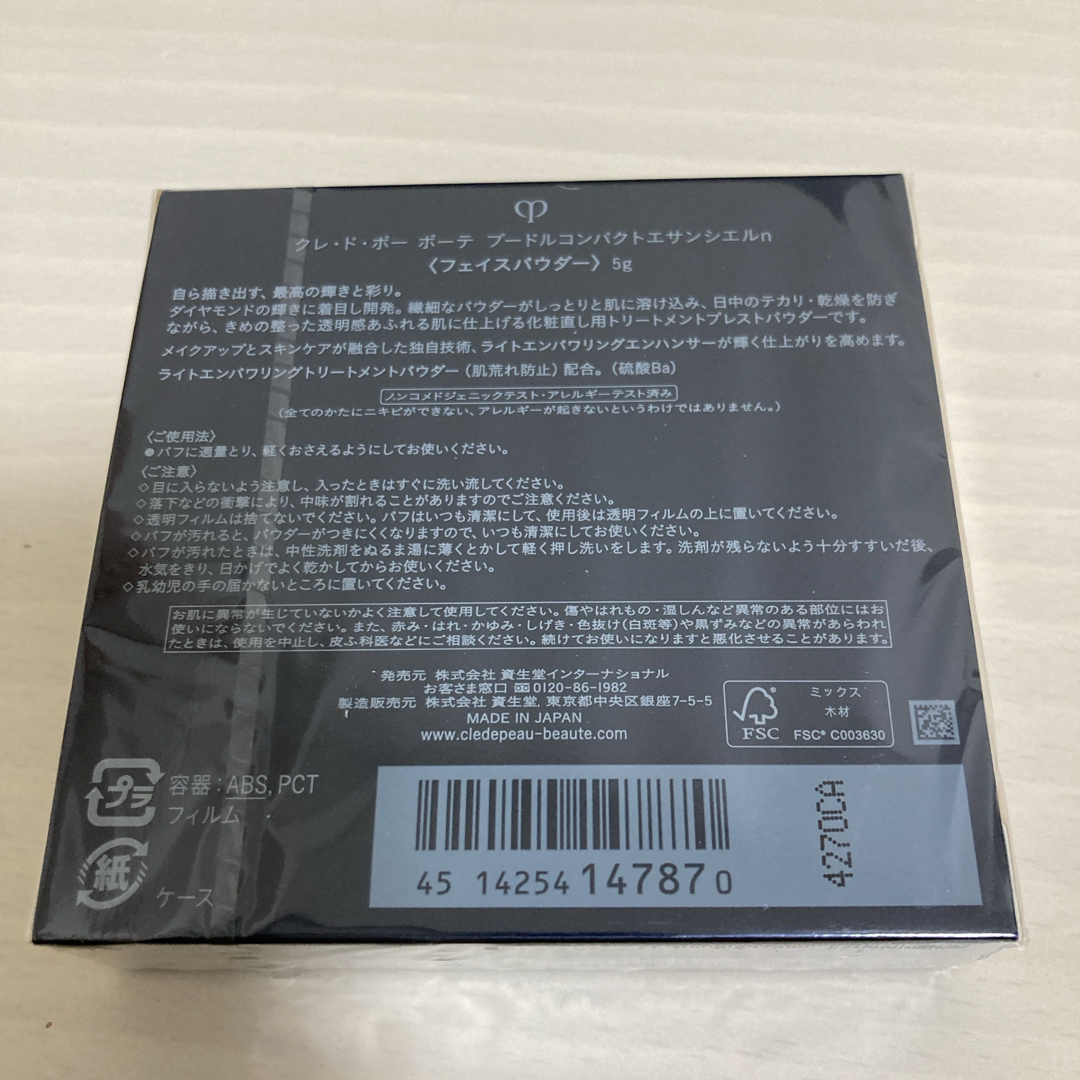 クレ・ド・ポー ボーテ プードルコンパクトエサンシエルn
〈フェイスパウダー〉5g
自ら描き出す、最高の輝きと彩り。
ダイヤモンドの輝きに着目し開発。繊細なパウダーがしっとりと肌に溶け込み、日中のテカリ・乾燥を防ぎ
ながら、きめの整った透明感あふれる肌に仕上げる化粧直し用トリートメントプレストパウダーです。
メイクアップとスキンケアが融合した独自技術、ライトエンパワリングエンハンサーが輝く仕上がりを高めます。
ライトエンパワリングトリートメントパウダー（肌荒れ防止）配合。（硫酸Ba）
ノンコメドジェニックテスト・アレルギーテスト済み
（全てのかたにニキビができない、アレルギーが起きないというわけではありません。）
〈ご使用法〉
●パフに適量とり、軽くおさえるようにしてお使いください。
〈ご注意〉
◇目に入らないよう注意し、入ったときはすぐに洗い流してください。
◇落下などの衝撃により、中味が割れることがありますのでご注意ください。
◇透明フィルムは捨てないでください。パフはいつも清潔にして、使用後は透明フィルムの上に置いてください。
◇パフが汚れると、パウダーがつきにくくなりますので、いつも清潔にしてお使いください。
◇パフが汚れたときは、中性洗剤をぬるま湯に薄くとかして軽く押し洗いをします。洗剤が残らないよう十分すすいだ後、
水気をきり、日かげでよく乾かしてからお使いください。
◇乳幼児の手の届かないところに置いてください。
お肌に異常が生じていないかよく注意して使用してください。傷やはれもの・湿しんなど異常のある部位にはお
使いにならないでください。また、赤み・はれ・かゆみ・しげき・色抜け(白斑等)や黒ずみなどの異常があらわれ
たときは、使用を中止し、皮ふ科医などにご相談ください。続けてお使いになりますと悪化させることがあります。
発売元 株式会社 資生堂インターナショナル
お客さま窓口 0120-86-1982
製造販売元 株式会社 資生堂 東京都中央区銀座7-5-5
MADE IN JAPAN
www.cledepeau-beaute.com
FSC
ミックス
木材
FSC® C003630
プラ
容器：ABS, PCT
フィルム
紙
ケース
45 14254 14787 0
4270CA